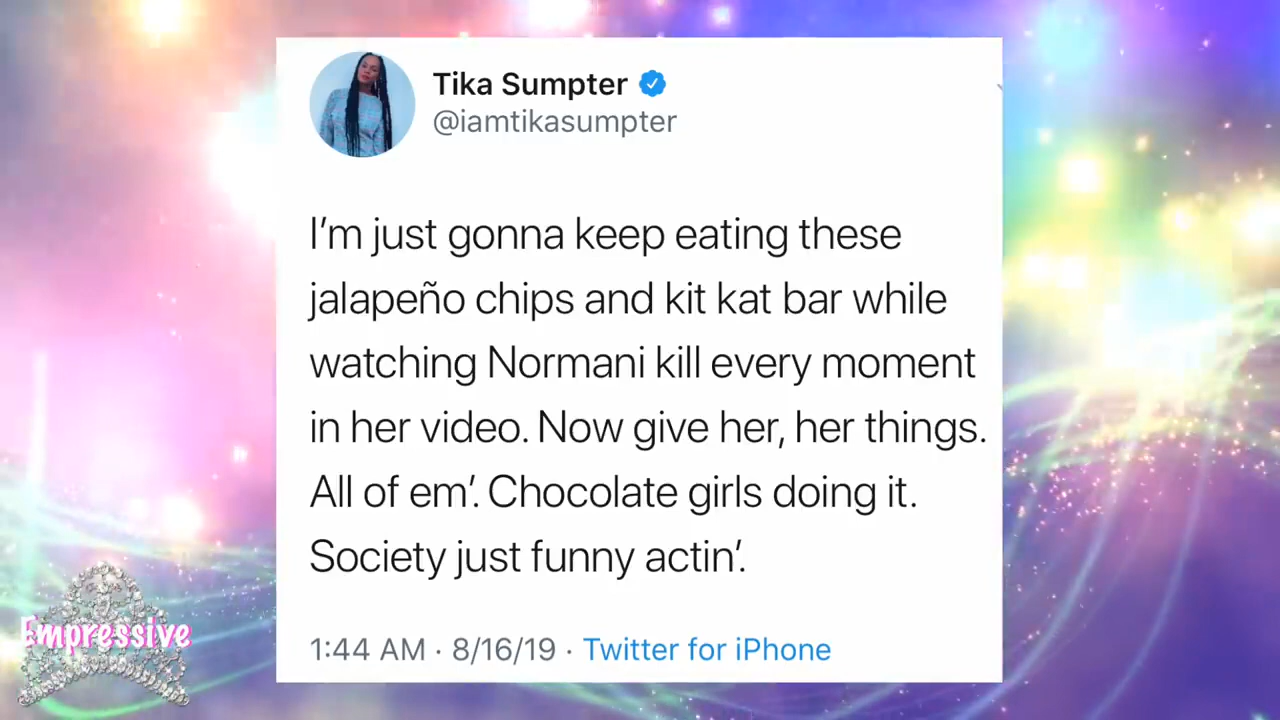 Tika Sumpter
@iamtikasumpter
I'm just gonna keep eating these
jalapeño chips and kit kat bar while
watching Normani kill every moment
in her video. Now give her, her things.
All of em'. Chocolate girls doing it.
Society just funny actin'.
1:44 AM · 8/16/19 · Twitter for iPhone
Empressive